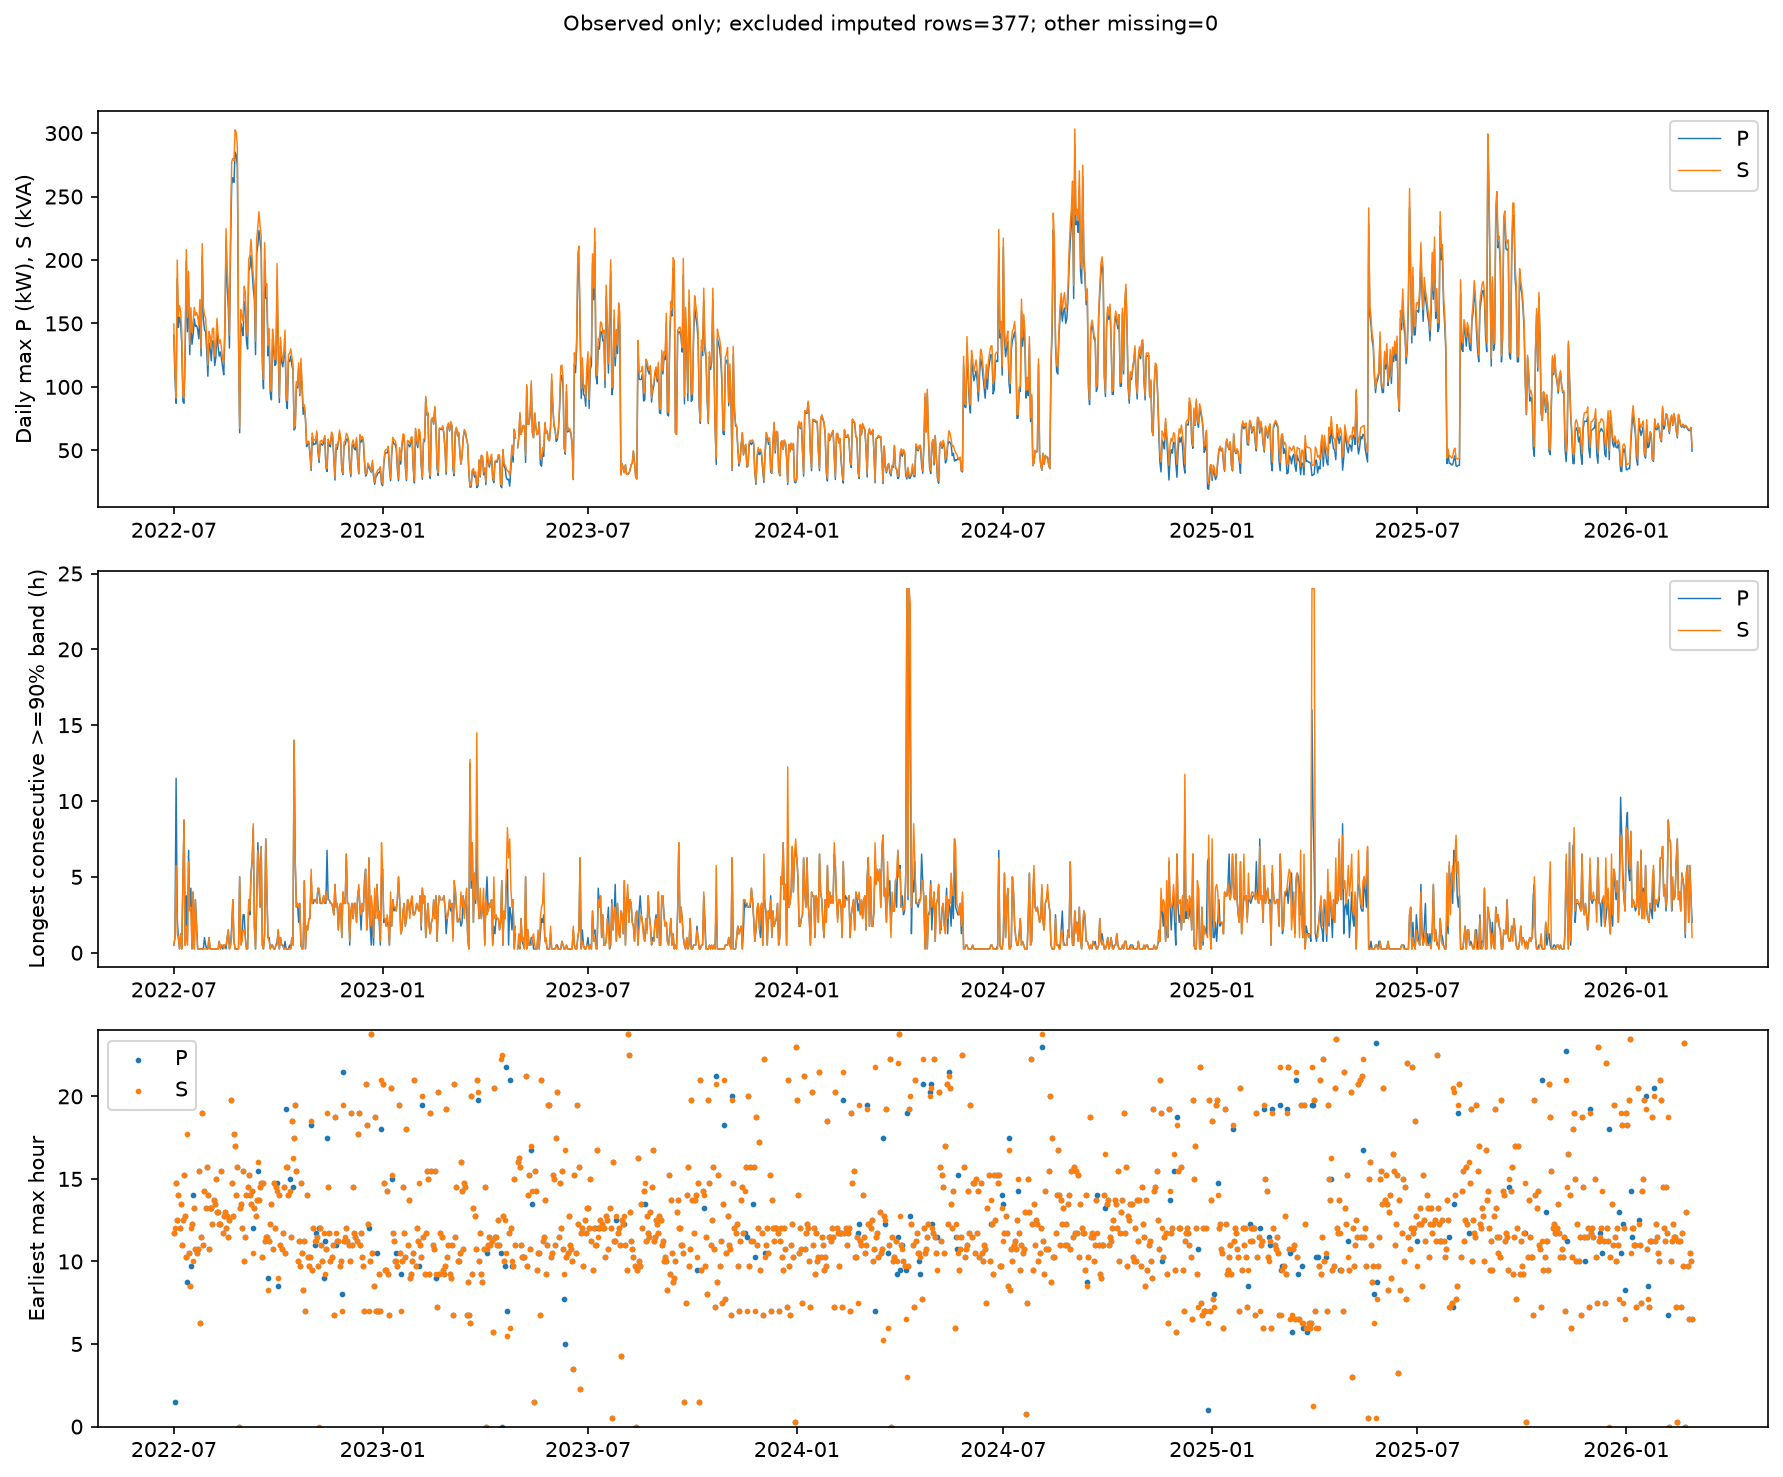 Observed only; excluded imputed rows=377; other missing=0
Daily max P (kW), S (kVA)
300
250
200
150
100
50
P
S
2022-07 2023-01 2023-07 2024-01 2024-07 2025-01 2025-07 2026-01
Longest consecutive >=90% band (h)
25
20
15
10
5
0
P
S
2022-07 2023-01 2023-07 2024-01 2024-07 2025-01 2025-07 2026-01
Earliest max hour
20
15
10
5
0
P
S
2022-07 2023-01 2023-07 2024-01 2024-07 2025-01 2025-07 2026-01